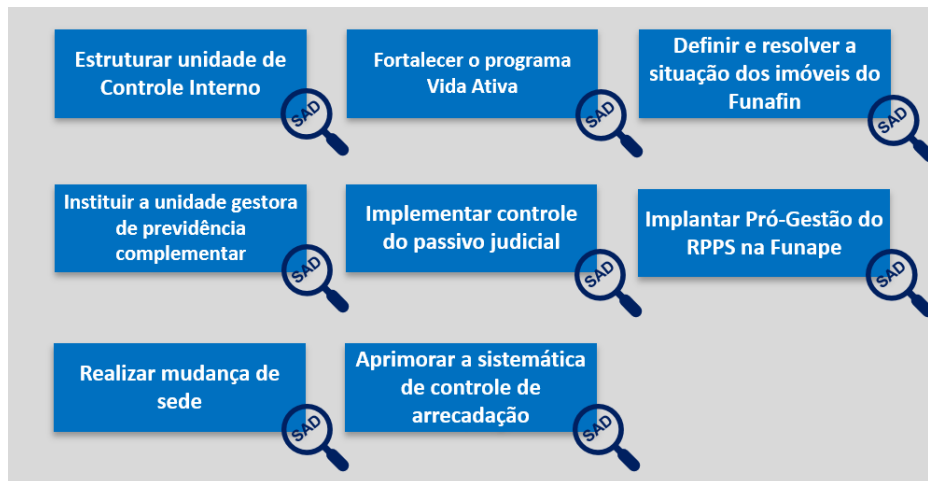 Estruturar unidade de
Controle Interno
SAD
Fortalecer o programa
Vida Ativa
SAD
Definir e resolver a
situação dos imóveis do
Funafin
SAD
Instituir a unidade gestora
de previdência
complementar
SAD
Implementar controle
do passivo judicial
SAD
Implantar Pró-Gestão do
RPPS na Funape
SAD
Realizar mudança de
sede
SAD
Aprimorar a sistemática
de controle de
arrecadação
SAD